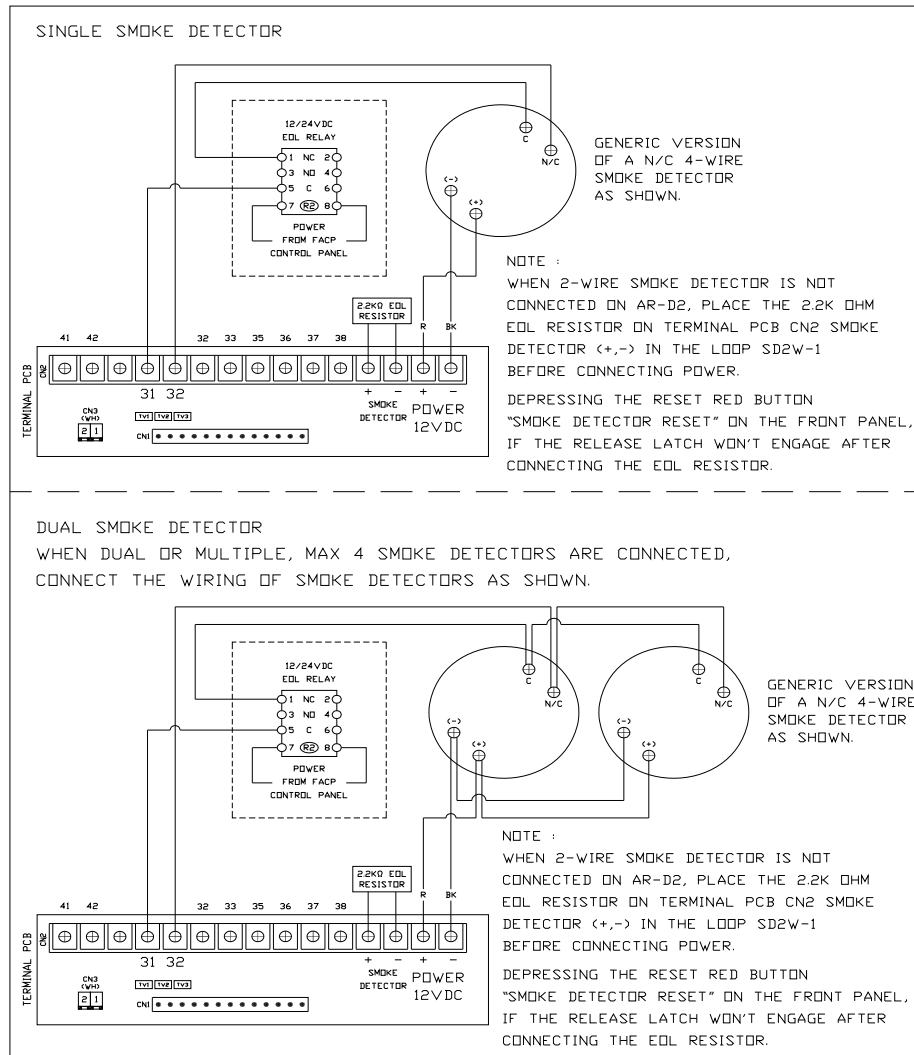 SINGLE SMOKE DETECTOR
12/24VDC
EOL RELAY
1 NC 2
3 NO 4
5 C 6
7 R2 8
POWER
FROM FACP
CONTROL PANEL
C
N/C
(-)
(+)
GENERIC VERSION
OF A N/C 4-WIRE
SMOKE DETECTOR
AS SHOWN.
NOTE :
WHEN 2-WIRE SMOKE DETECTOR IS NOT
CONNECTED ON AR-D2, PLACE THE 2.2K OHM
EOL RESISTOR ON TERMINAL PCB CN2 SMOKE
DETECTOR (+,-) IN THE LOOP SD2W-1
BEFORE CONNECTING POWER.
DEPRESSING THE RESET RED BUTTON
"SMOKE DETECTOR RESET" ON THE FRONT PANEL,
IF THE RELEASE LATCH WON'T ENGAGE AFTER
CONNECTING THE EOL RESISTOR.
2.2KΩ EOL
RESISTOR
R BK
41 42 32 33 35 36 37 38
TERMINAL PCB
CN2
31 32
+ - + -
SMOKE
DETECTOR
POWER
12VDC
CN3
(WH)
2 1
TV1 TV2 TV3
CN1
DUAL SMOKE DETECTOR
WHEN DUAL OR MULTIPLE, MAX 4 SMOKE DETECTORS ARE CONNECTED,
CONNECT THE WIRING OF SMOKE DETECTORS AS SHOWN.
12/24VDC
EOL RELAY
1 NC 2
3 NO 4
5 C 6
7 R2 8
POWER
FROM FACP
CONTROL PANEL
C
N/C
(-)
(+)
C
N/C
(-)
(+)
GENERIC VERSION
OF A N/C 4-WIRE
SMOKE DETECTOR
AS SHOWN.
NOTE :
WHEN 2-WIRE SMOKE DETECTOR IS NOT
CONNECTED ON AR-D2, PLACE THE 2.2K OHM
EOL RESISTOR ON TERMINAL PCB CN2 SMOKE
DETECTOR (+,-) IN THE LOOP SD2W-1
BEFORE CONNECTING POWER.
DEPRESSING THE RESET RED BUTTON
"SMOKE DETECTOR RESET" ON THE FRONT PANEL,
IF THE RELEASE LATCH WON'T ENGAGE AFTER
CONNECTING THE EOL RESISTOR.
2.2KΩ EOL
RESISTOR
R BK
41 42 32 33 35 36 37 38
TERMINAL PCB
CN2
31 32
+ - + -
SMOKE
DETECTOR
POWER
12VDC
CN3
(WH)
2 1
TV1 TV2 TV3
CN1